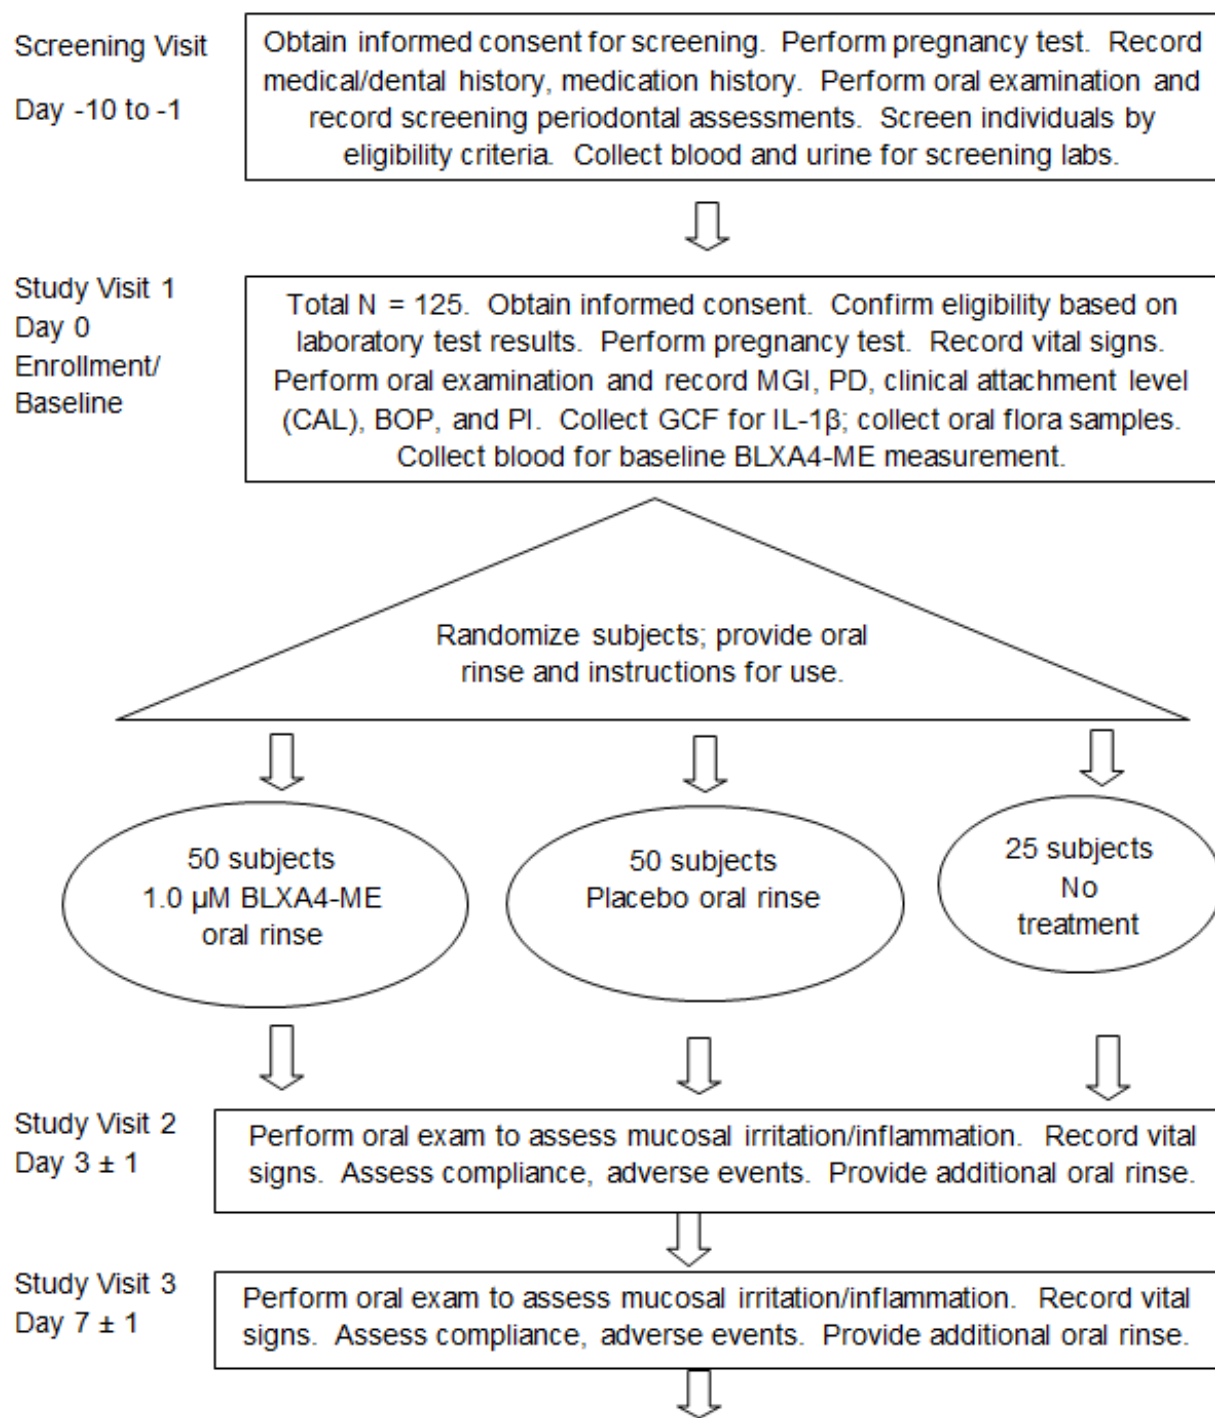 Screening Visit
Day -10 to -1
Obtain informed consent for screening. Perform pregnancy test. Record
medical/dental history, medication history. Perform oral examination and
record screening periodontal assessments. Screen individuals by
eligibility criteria. Collect blood and urine for screening labs.
Study Visit 1
Day 0
Enrollment/
Baseline
Total N = 125. Obtain informed consent. Confirm eligibility based on
laboratory test results. Perform pregnancy test. Record vital signs.
Perform oral examination and record MGI, PD, clinical attachment level
(CAL), BOP, and PI. Collect GCF for IL-1β; collect oral flora samples.
Collect blood for baseline BLXA4-ME measurement.
Randomize subjects; provide oral
rinse and instructions for use.
50 subjects
1.0 µM BLXA4-ME
oral rinse
50 subjects
Placebo oral rinse
25 subjects
No
treatment
Study Visit 2
Day 3 ± 1
Perform oral exam to assess mucosal irritation/inflammation. Record vital
signs. Assess compliance, adverse events. Provide additional oral rinse.
Study Visit 3
Day 7 ± 1
Perform oral exam to assess mucosal irritation/inflammation. Record vital
signs. Assess compliance, adverse events. Provide additional oral rinse.